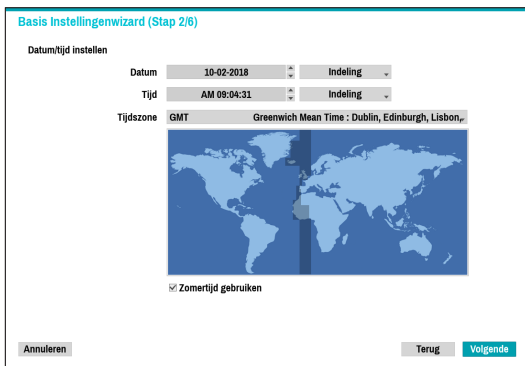 Basis Instellingenwizard (Stap 2/6)
Datum/tijd instellen
Datum 10-02-2018 Indeling
Tijd AM 09:04:31 Indeling
Tijdszone GMT Greenwich Mean Time : Dublin, Edinburgh, Lisbon,
Zomertijd gebruiken
Annuleren Terug Volgende